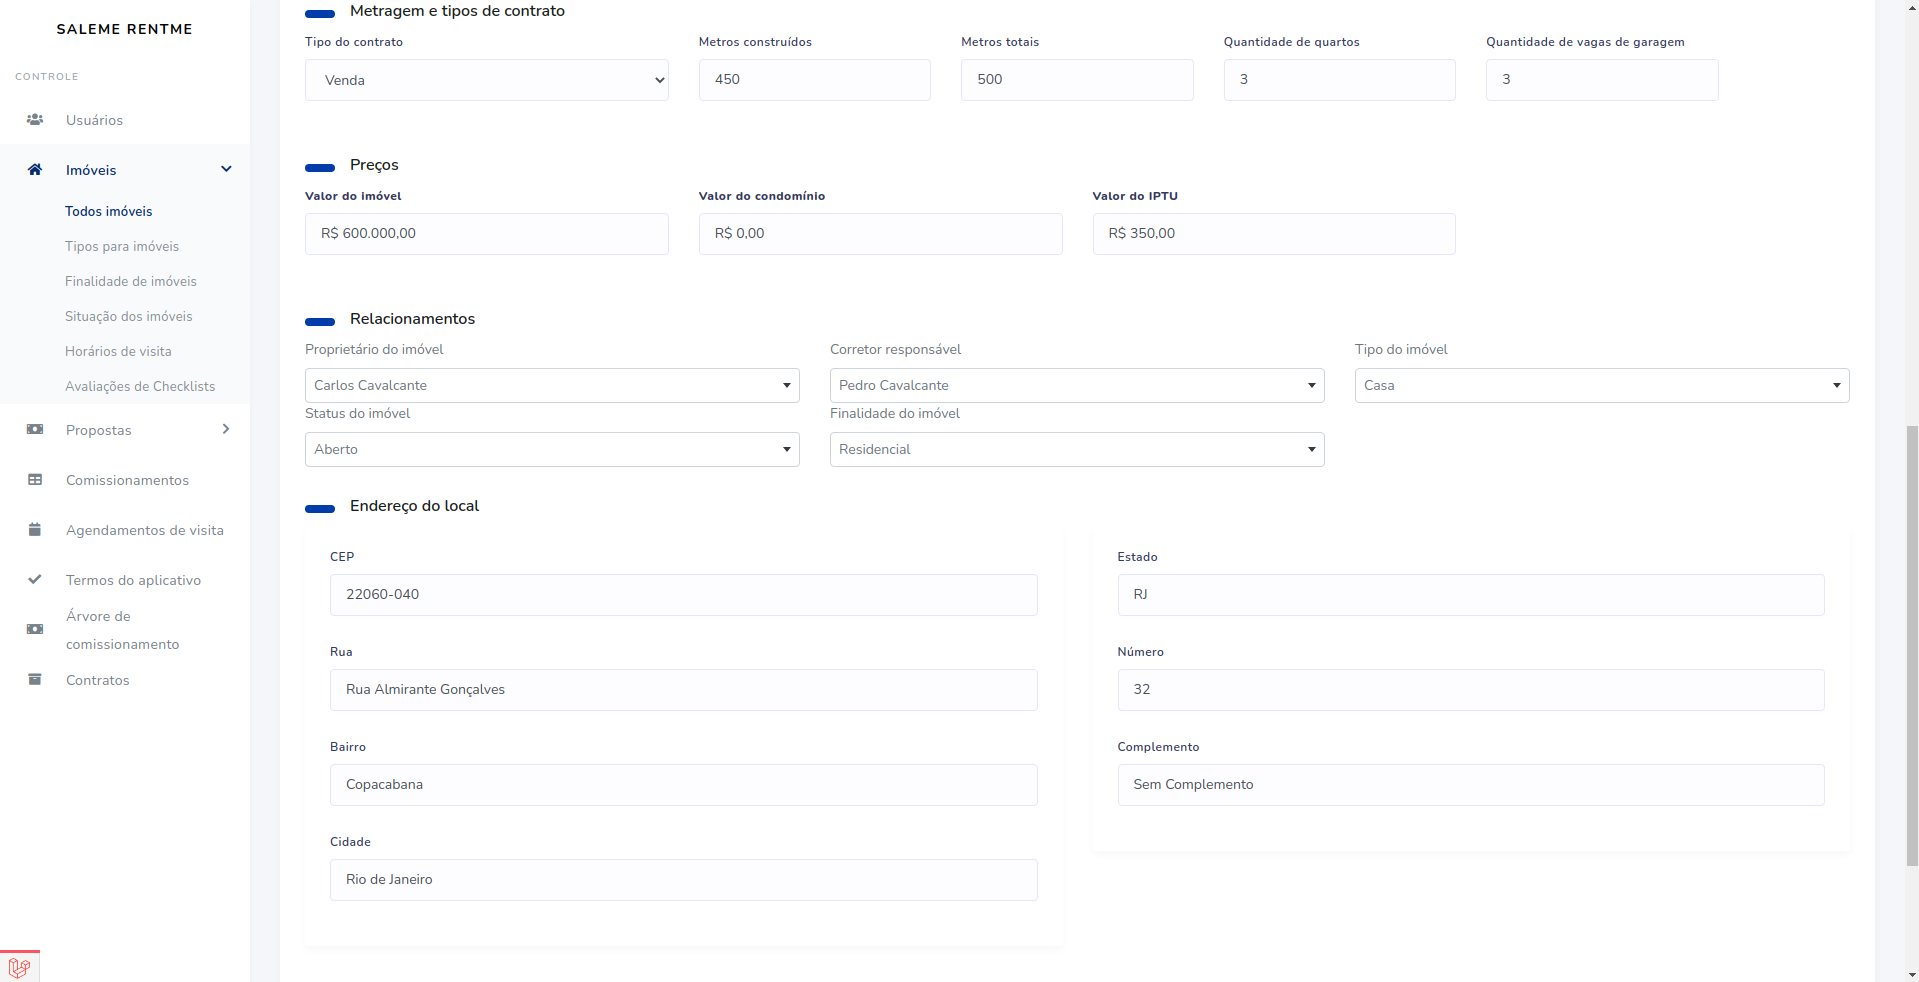 SALEME RENTME
CONTROLE
Usuários
Imóveis
Todos imóveis
Tipos para imóveis
Finalidade de imóveis
Situação dos imóveis
Horários de visita
Avaliações de Checklists
Propostas
Comissionamentos
Agendamentos de visita
Termos do aplicativo
Árvore de
comissionamento
Contratos
Metragem e tipos de contrato
Tipo do contrato
Venda
Metros construídos
450
Metros totais
500
Quantidade de quartos
3
Quantidade de vagas de garagem
3
Preços
Valor do imóvel
R$ 600.000,00
Valor do condomínio
R$ 0,00
Valor do IPTU
R$ 350,00
Relacionamentos
Proprietário do imóvel
Carlos Cavalcante
Corretor responsável
Pedro Cavalcante
Tipo do imóvel
Casa
Status do imóvel
Aberto
Finalidade do imóvel
Residencial
Endereço do local
CEP
22060-040
Rua
Rua Almirante Gonçalves
Bairro
Copacabana
Cidade
Rio de Janeiro
Estado
RJ
Número
32
Complemento
Sem Complemento